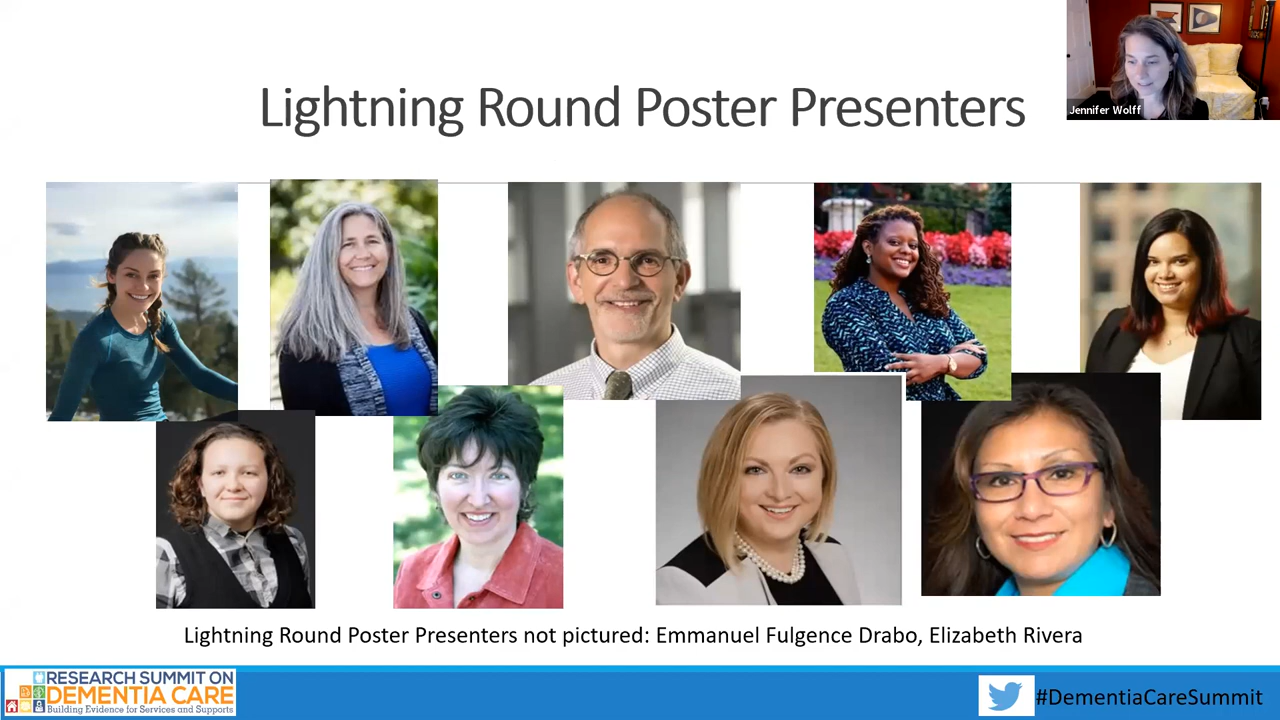 Lightning Round Poster Presenters
Jennifer Wolff
Lightning Round Poster Presenters not pictured: Emmanuel Fulgence Drabo, Elizabeth Rivera
RESEARCH SUMMIT ON
DEMENTIA CARE
Building Evidence for Services and Supports
#DementiaCareSummit